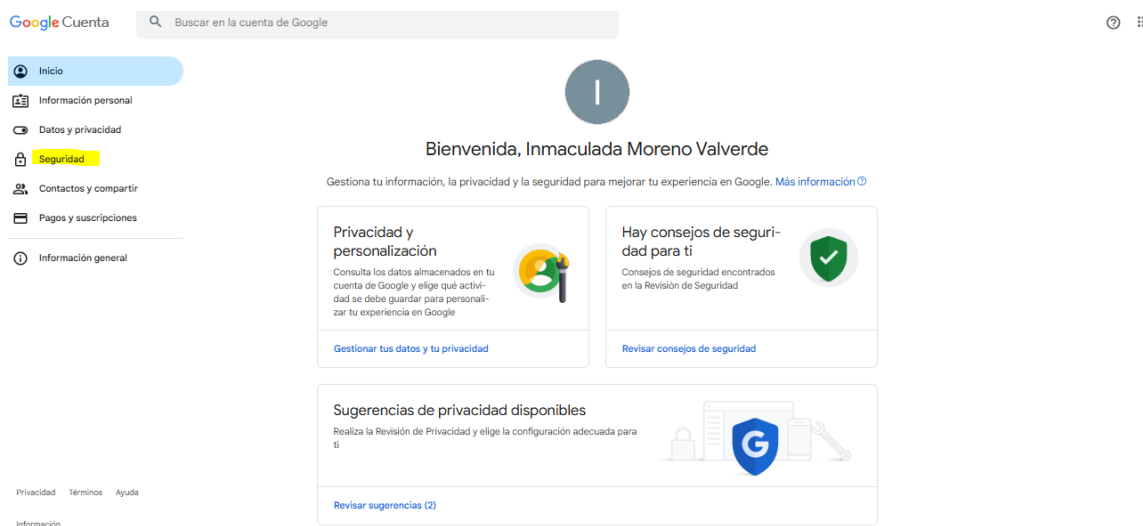 Google Cuenta
Buscar en la cuenta de Google
Inicio
Información personal
Datos y privacidad
Seguridad
Contactos y compartir
Pagos y suscripciones
Información general
I
Bienvenida, Inmaculada Moreno Valverde
Gestiona tu información, la privacidad y la seguridad para mejorar tu experiencia en Google. Más información
Privacidad y
personalización
Consulta los datos almacenados en tu
cuenta de Google y elige qué activi-
dad se debe guardar para personali-
zar tu experiencia en Google
Gestionar tus datos y tu privacidad
Hay consejos de seguri-
dad para ti
Consejos de seguridad encontrados
en la Revisión de Seguridad
Revisar consejos de seguridad
Sugerencias de privacidad disponibles
Realiza la Revisión de Privacidad y elige la configuración adecuada para
ti
G
Revisar sugerencias (2)
Privacidad Términos Ayuda
Información